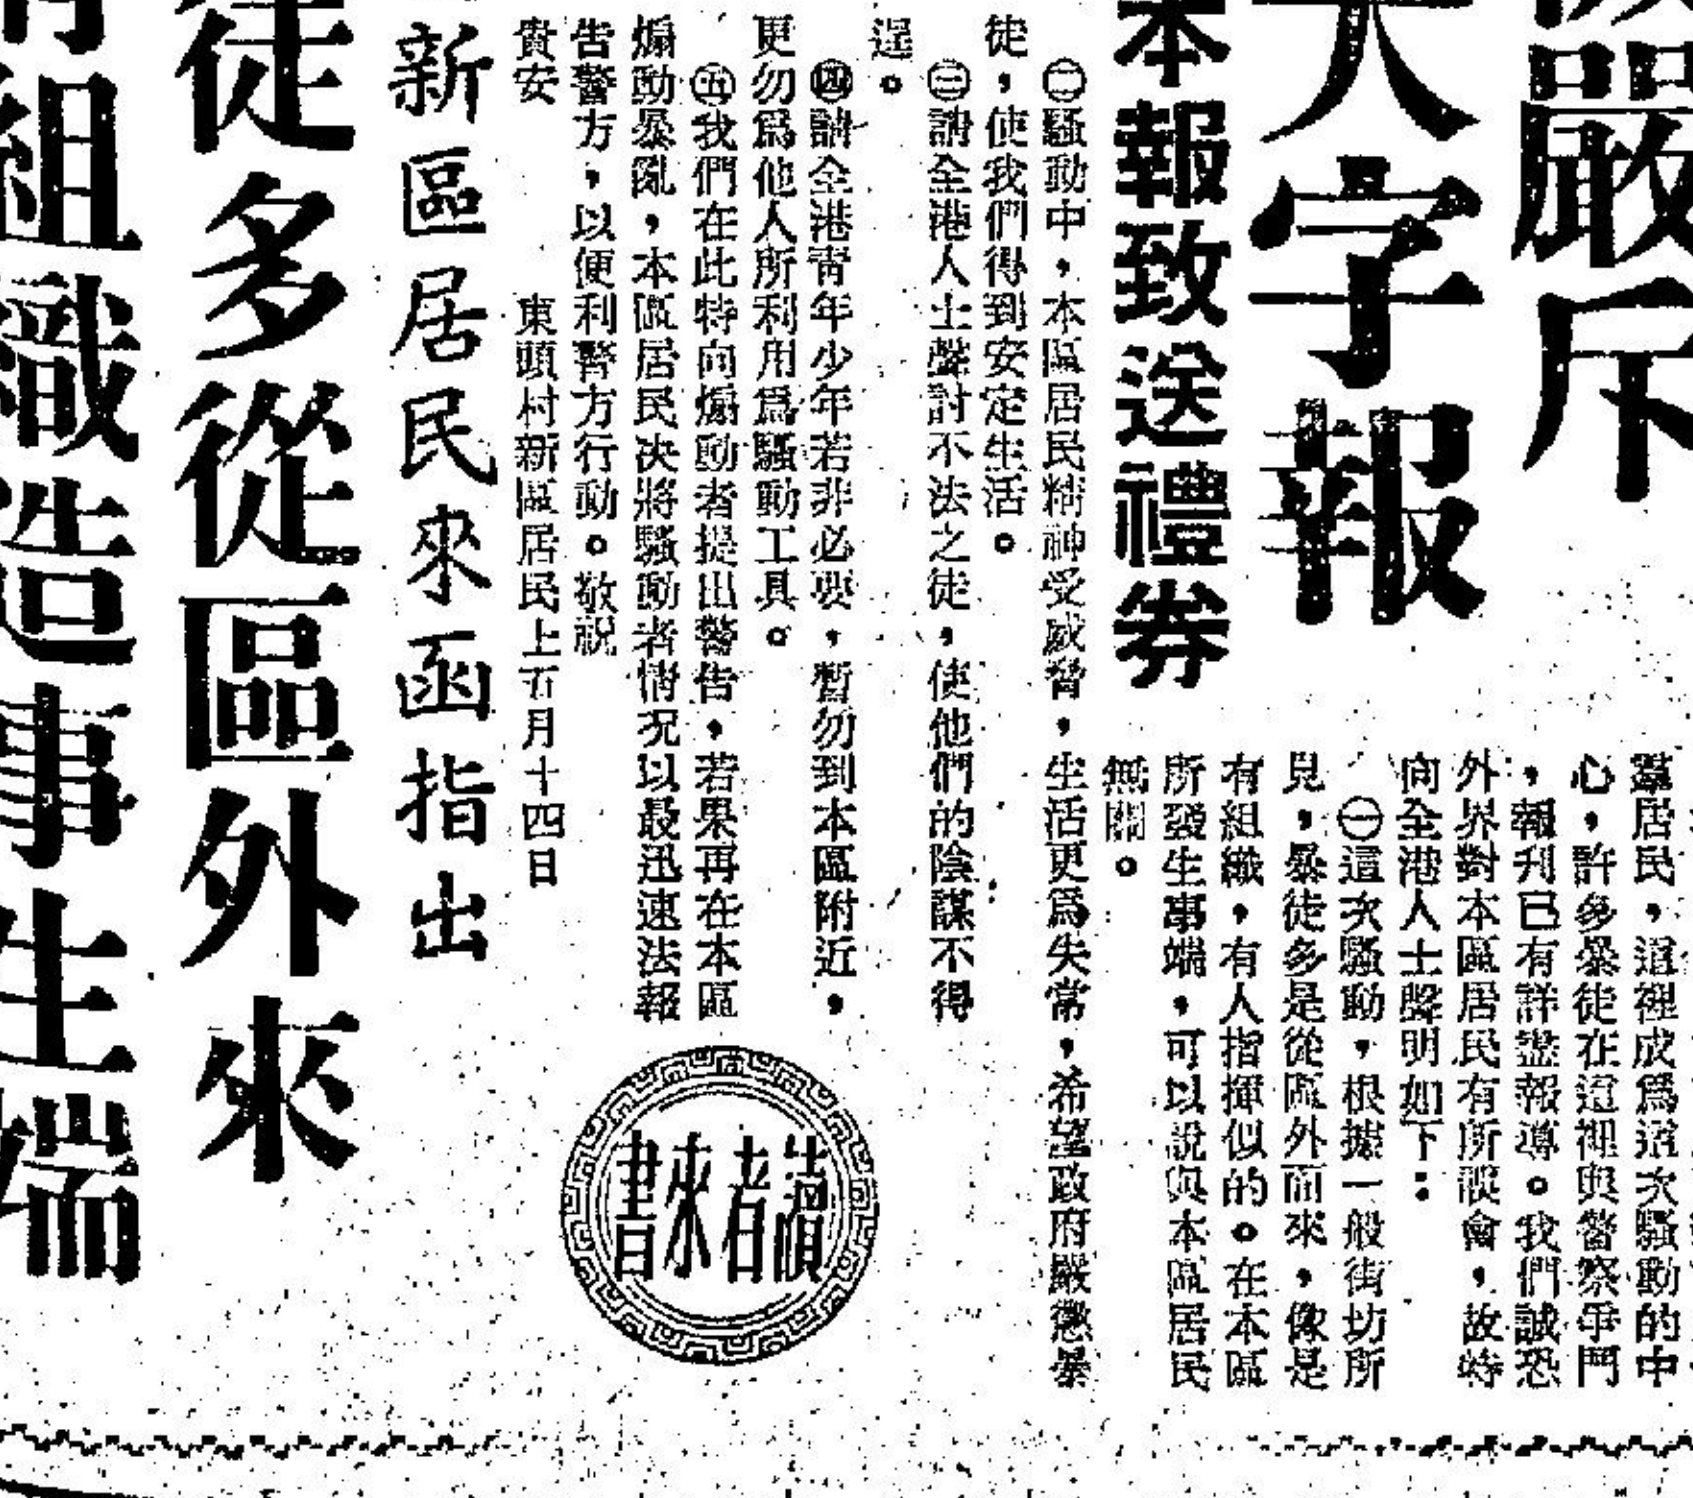 嚴斥
大字報
本報致送禮券
羣居民，這裡成爲這次騷動的中
心，許多暴徒在這裡與警察爭鬥
，報刊已有詳盡報導。我們誠恐
外界對本區居民有所誤會，故特
向全港人士聲明如下：
㊀這次騷動，根據一般街坊所
見，暴徒多是從區外面來，像是
有組織，有人指揮似的。在本區
所發生事端，可以說與本區居民
無關。
㊁騷動中，本區居民精神受威脅，生活更爲失常，希望政府嚴懲暴
徒，使我們得到安定生活。
㊂請全港人士聲討不法之徒，使他們的陰謀不得
逞。
㊃請全港靑年少年若非必要，暫勿到本區附近，
更勿爲他人所利用爲騷動工具。
㊄我們在此特向煽動者提出警告，若果再在本區
煽動暴亂，本區居民决將騷動者情况以最迅速法報
告警方，以便利警方行動。敬祝
貴安
東頭村新區居民上五月十四日
讀者來書
新區居民來函指出
徒多從區外來
組織造事生端